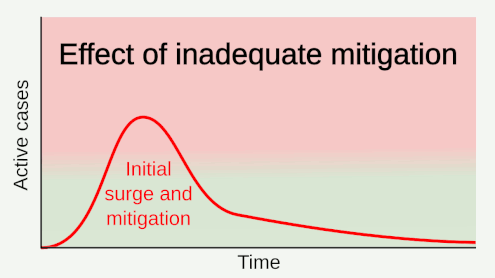 Effect of inadequate mitigation
Active cases
Initial
surge and
mitigation
Time